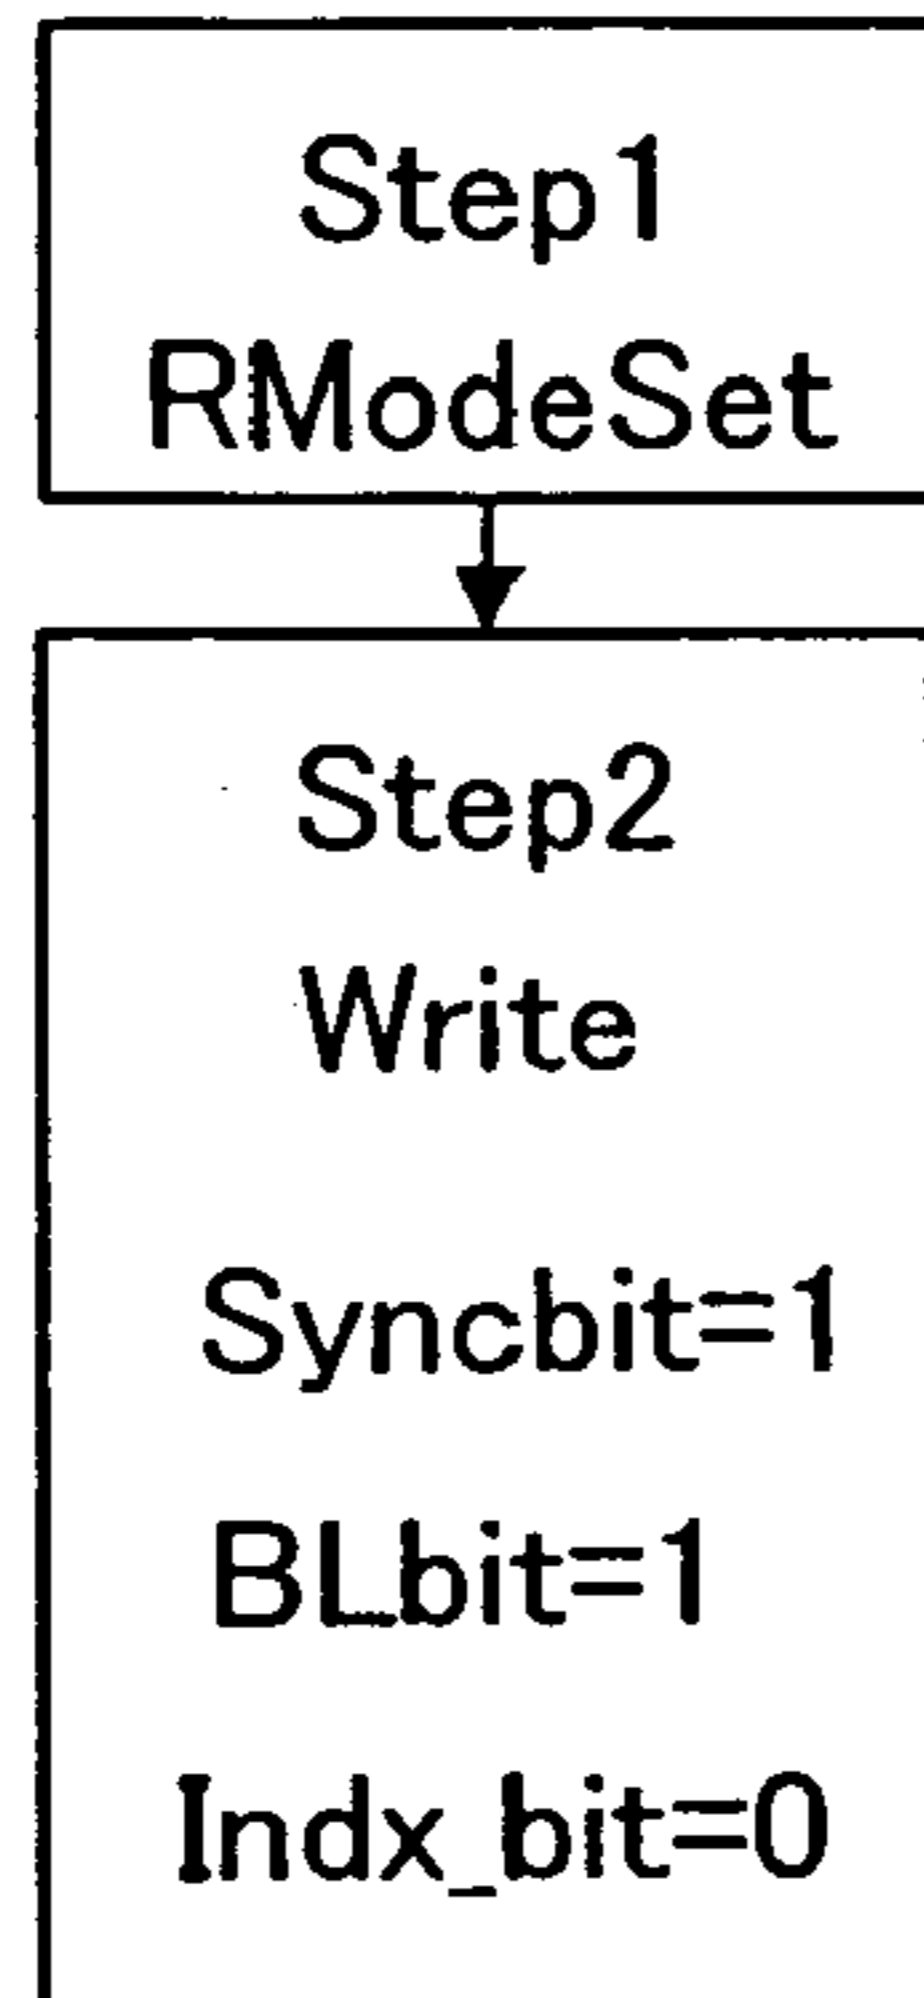 Step1
RModeSet
Step2
Write
Syncbit=1
BLbit=1
Indx_bit=0